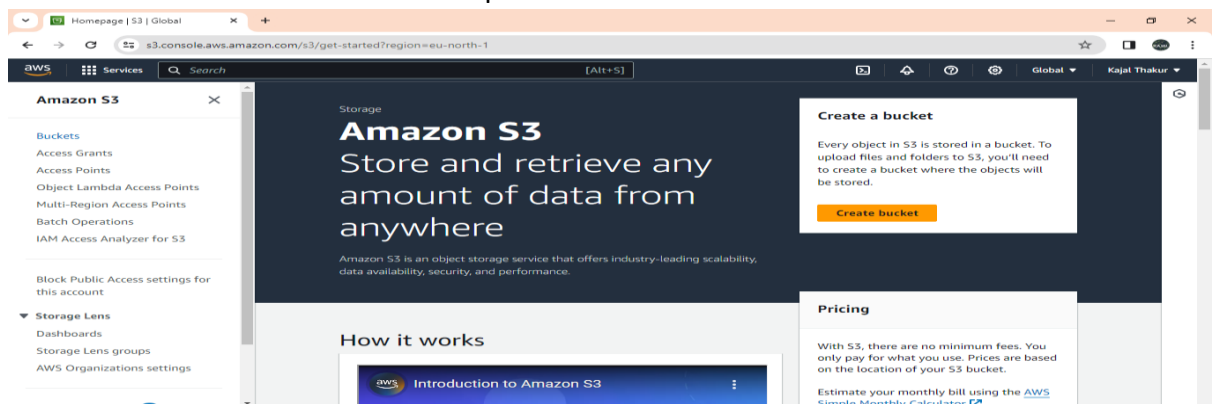 Homepage | S3 | Global
s3.console.aws.amazon.com/s3/get-started?region=eu-north-1
aws
Services
Search
[Alt+S]
Global
Kajal Thakur
Amazon S3
Buckets
Access Grants
Access Points
Object Lambda Access Points
Multi-Region Access Points
Batch Operations
IAM Access Analyzer for S3
Block Public Access settings for
this account
Storage Lens
Dashboards
Storage Lens groups
AWS Organizations settings
Storage
Amazon S3
Store and retrieve any
amount of data from
anywhere
Amazon S3 is an object storage service that offers industry-leading scalability,
data availability, security, and performance.
How it works
aws
Introduction to Amazon S3
Create a bucket
Every object in S3 is stored in a bucket. To
upload files and folders to S3, you'll need
to create a bucket where the objects will
be stored.
Create bucket
Pricing
With S3, there are no minimum fees. You
only pay for what you use. Prices are based
on the location of your S3 bucket.
Estimate your monthly bill using the AWS
Simple Monthly Calculator